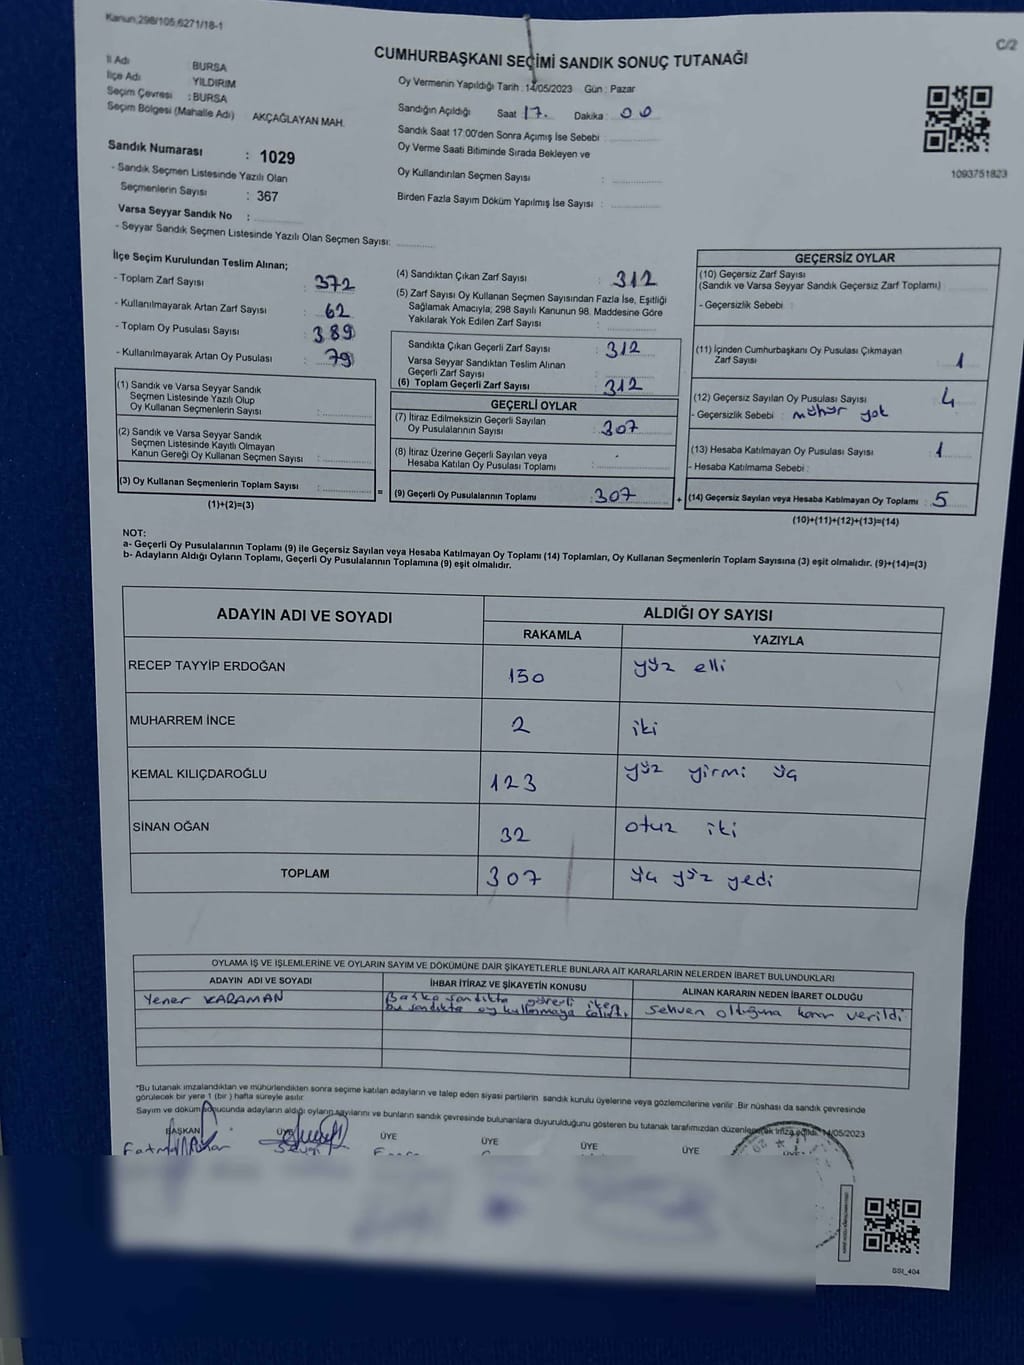 Kanun:298/105,6271/18-1
C/2
CUMHURBAŞKANI SEÇİMİ SANDIK SONUÇ TUTANAĞI
İl Adı : BURSA
İlçe Adı : YILDIRIM
Seçim Çevresi : BURSA
Seçim Bölgesi (Mahalle Adı) AKÇAĞLAYAN MAH.
Sandık Numarası : 1029
- Sandık Seçmen Listesinde Yazılı Olan
Seçmenlerin Sayısı : 367
Varsa Seyyar Sandık No :
- Seyyar Sandık Seçmen Listesinde Yazılı Olan Seçmen Sayısı:
Oy Vermenin Yapıldığı Tarih : 14/05/2023 Gün : Pazar
Sandığın Açıldığı Saat 17. Dakika : 00
Sandık Saat 17:00'den Sonra Açımış İse Sebebi :
Oy Verme Saati Bitiminde Sırada Bekleyen ve
Oy Kullandırılan Seçmen Sayısı :
Birden Fazla Sayım Döküm Yapılmış İse Sayısı :
1093751823
İlçe Seçim Kurulundan Teslim Alınan;
- Toplam Zarf Sayısı : 372
- Kullanılmayarak Artan Zarf Sayısı : 62
- Toplam Oy Pusulası Sayısı : 389
- Kullanılmayarak Artan Oy Pusulası : 79
(1) Sandık ve Varsa Seyyar Sandık
Seçmen Listesinde Yazılı Olup
Oy Kullanan Seçmenlerin Sayısı :
(2) Sandık ve Varsa Seyyar Sandık
Seçmen Listesinde Kayıtlı Olmayan
Kanun Gereği Oy Kullanan Seçmen Sayısı :
(3) Oy Kullanan Seçmenlerin Toplam Sayısı :
(1)+(2)=(3)
(4) Sandıktan Çıkan Zarf Sayısı : 312
(5) Zarf Sayısı Oy Kullanan Seçmen Sayısından Fazla İse, Eşitliği
Sağlamak Amacıyla; 298 Sayılı Kanunun 98. Maddesine Göre
Yakılarak Yok Edilen Zarf Sayısı :
Sandıkta Çıkan Geçerli Zarf Sayısı : 312
Varsa Seyyar Sandıktan Teslim Alınan
Geçerli Zarf Sayısı :
(6) Toplam Geçerli Zarf Sayısı : 312
GEÇERLİ OYLAR
(7) İtiraz Edilmeksizin Geçerli Sayılan
Oy Pusulalarının Sayısı : 307
(8) İtiraz Üzerine Geçerli Sayılan veya
Hesaba Katılan Oy Pusulası Toplamı :
= (9) Geçerli Oy Pusulalarının Toplamı : 307 +
GEÇERSİZ OYLAR
(10) Geçersiz Zarf Sayısı
(Sandık ve Varsa Seyyar Sandık Geçersiz Zarf Toplamı) :
- Geçersizlik Sebebi :
(11) İçinden Cumhurbaşkanı Oy Pusulası Çıkmayan
Zarf Sayısı : 1
(12) Geçersiz Sayılan Oy Pusulası Sayısı : 4
- Geçersizlik Sebebi : mühür yok
(13) Hesaba Katılmayan Oy Pusulası Sayısı : 1
- Hesaba Katılmama Sebebi :
(14) Geçersiz Sayılan veya Hesaba Katılmayan Oy Toplamı : 5
(10)+(11)+(12)+(13)=(14)
NOT:
a- Geçerli Oy Pusulalarının Toplamı (9) ile Geçersiz Sayılan veya Hesaba Katılmayan Oy Toplamı (14) Toplamları, Oy Kullanan Seçmenlerin Toplam Sayısına (3) eşit olmalıdır. (9)+(14)=(3)
b- Adayların Aldığı Oyların Toplamı, Geçerli Oy Pusulalarının Toplamına (9) eşit olmalıdır.
ADAYIN ADI VE SOYADI ALDIĞI OY SAYISI
RAKAMLA YAZIYLA
RECEP TAYYİP ERDOĞAN 150 yüz elli
MUHARREM İNCE 2 iki
KEMAL KILIÇDAROĞLU 123 yüz yirmi üç
SİNAN OĞAN 32 otuz iki
TOPLAM 307 üç yüz yedi
OYLAMA İŞ VE İŞLEMLERİNE VE OYLARIN SAYIM VE DÖKÜMÜNE DAİR ŞİKAYETLERLE BUNLARA AİT KARARLARIN NELERDEN İBARET BULUNDUKLARI
ADAYIN ADI VE SOYADI İHBAR İTİRAZ VE ŞİKAYETİN KONUSU ALINAN KARARIN NEDEN İBARET OLDUĞU
Yener KARAMAN Başka sandıkta görevli iken
bu sandıkta oy kullanmaya çalıştı sehven olduğuna karar verildi
*Bu tutanak imzalandıktan ve mühürlendikten sonra seçime katılan adayların ve talep eden siyasi partilerin sandık kurulu üyelerine veya gözlemcilerine verilir. Bir nüshası da sandık çevresinde
görülecek bir yere 1 (bir) hafta süreyle asılır.
Sayım ve döküm sonucunda adayların aldığı oyların sayılarını ve bunların sandık çevresinde bulunanlara duyurulduğunu gösteren bu tutanak tarafımızdan düzenlenerek imza edildi. 14/05/2023
BAŞKAN ÜYE ÜYE ÜYE ÜYE ÜYE ÜYE
SSI_404